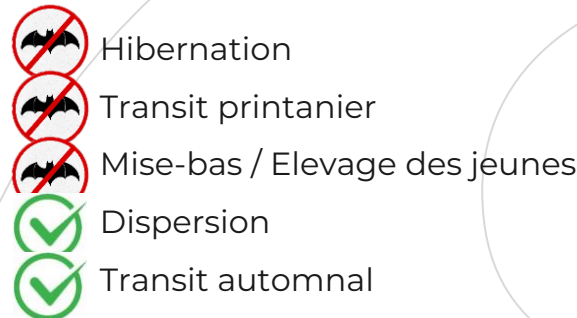 Hibernation
Transit printanier
Mise-bas / Elevage des jeunes
Dispersion
Transit automnal